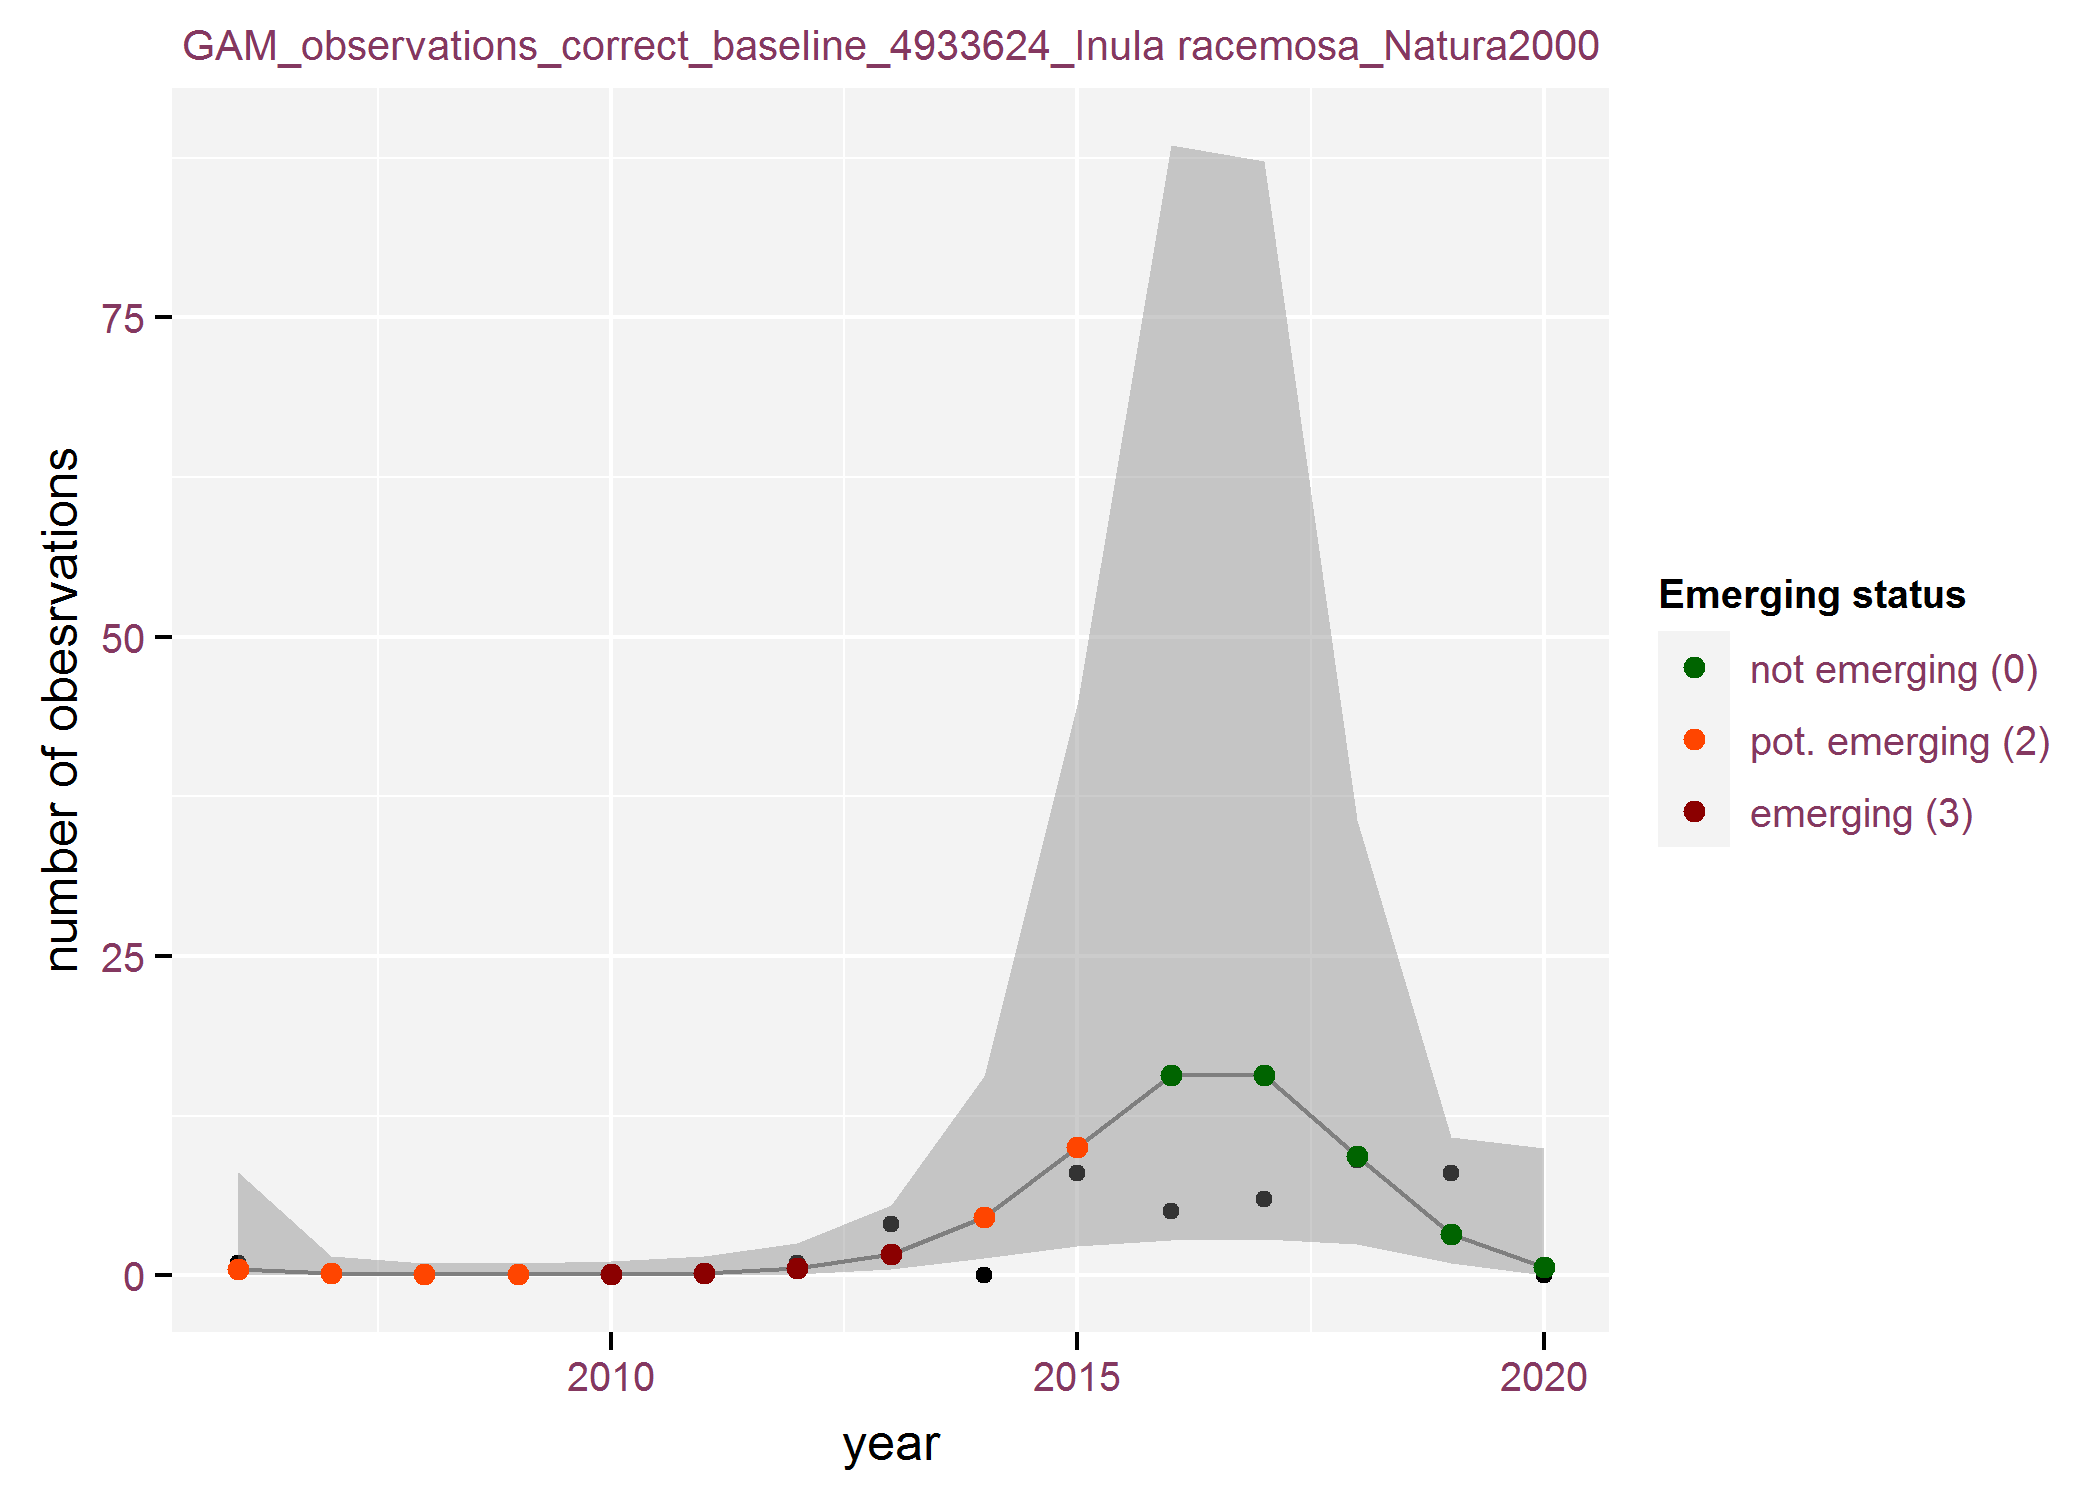 GAM_observations_correct_baseline_4933624_Inula racemosa_Natura2000
number of obesrvations
75
50
25
0
2010
2015
2020
year
Emerging status
not emerging (0)
pot. emerging (2)
emerging (3)